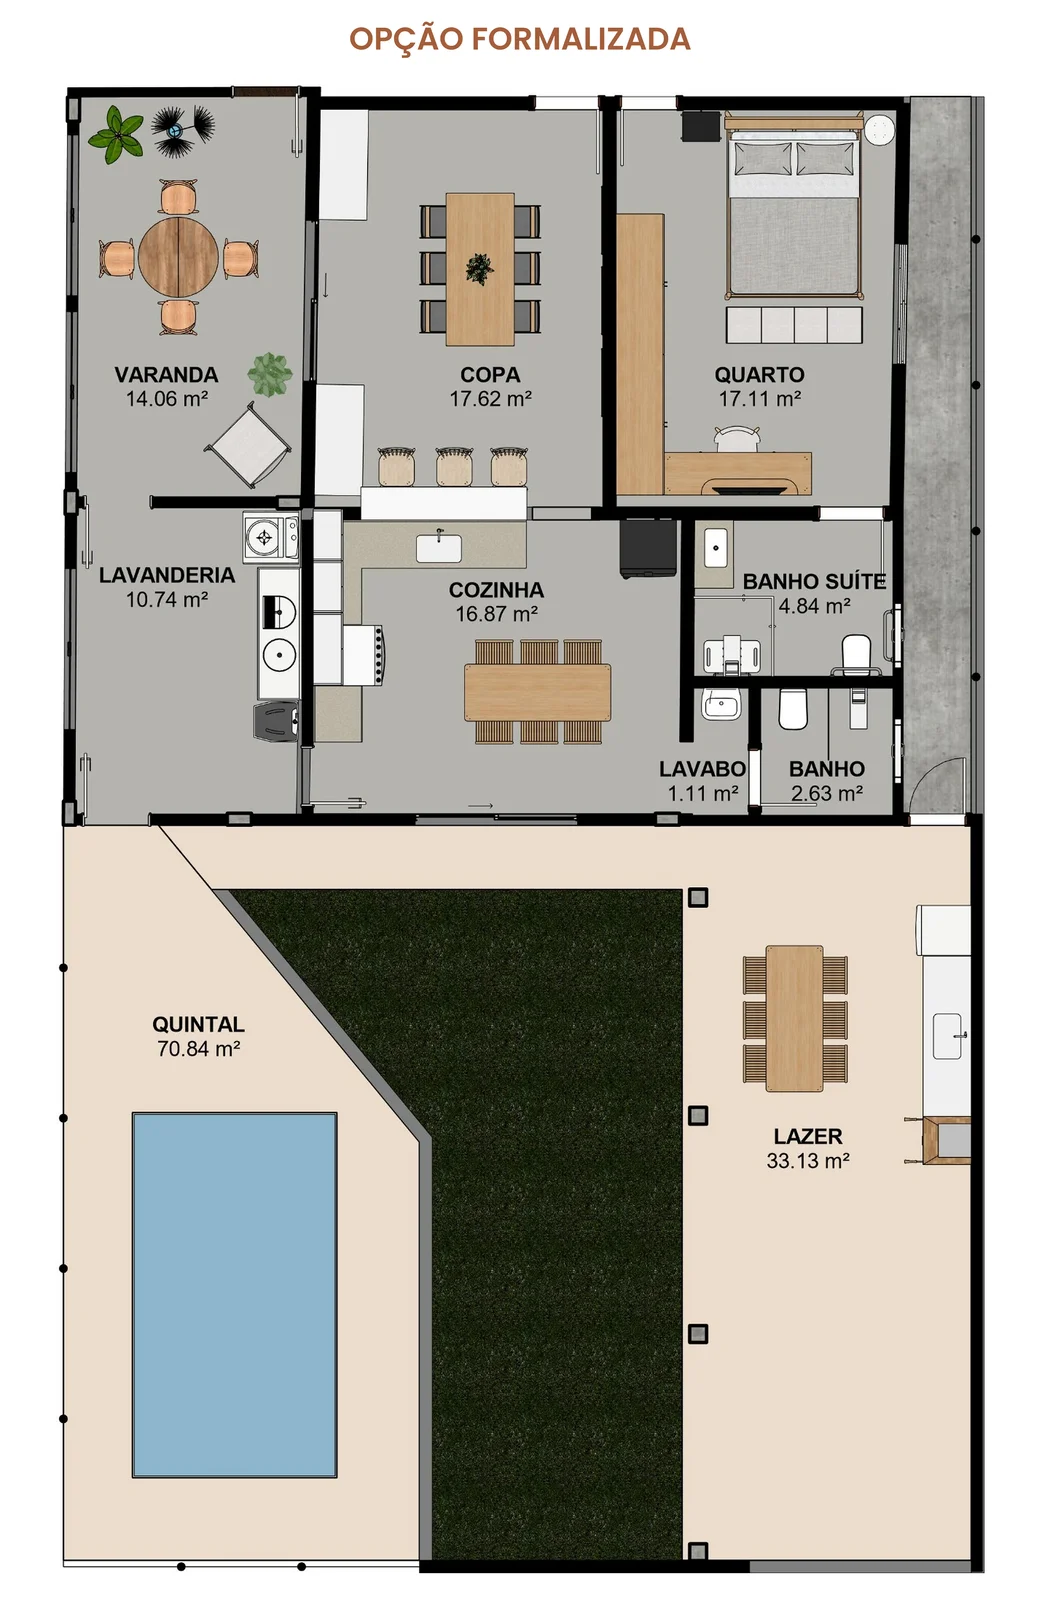 OPÇÃO FORMALIZADA
VARANDA
14.06 m²
COPA
17.62 m²
QUARTO
17.11 m²
LAVANDERIA
10.74 m²
COZINHA
16.87 m²
BANHO SUÍTE
4.84 m²
LAVABO
1.11 m²
BANHO
2.63 m²
QUINTAL
70.84 m²
LAZER
33.13 m²